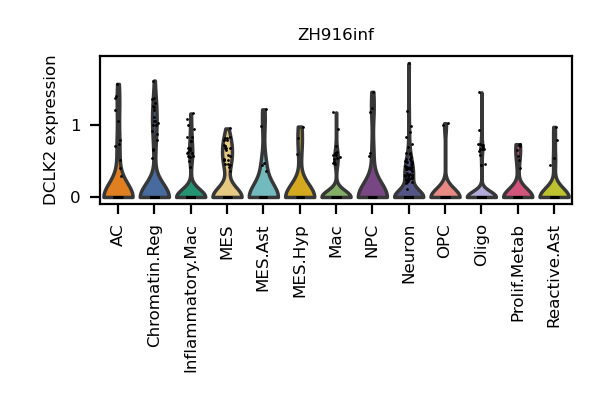 ZH916inf
DCLK2 expression
1
0
AC
Chromatin.Reg
Inflammatory.Mac
MES
MES.Ast
MES.Hyp
Mac
NPC
Neuron
OPC
Oligo
Prolif.Metab
Reactive.Ast